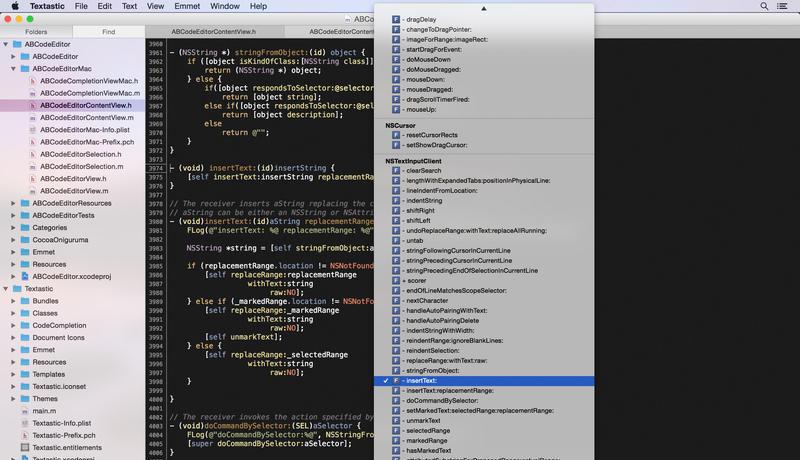 Textastic File Edit View Text Emmet Window Help
Folders Find ABCodeEditorContentView.h
ABCodeEditor
ABCodeEditor
ABCodeEditorMac
ABCodeCompletionViewMac.h
ABCodeCompletionViewMac.m
ABCodeEditorContentView.h
ABCodeEditorContentView.m
ABCodeEditorMac-Info.plist
ABCodeEditorMac-Prefix.pch
ABCodeEditorSelection.h
ABCodeEditorSelection.m
ABCodeEditorView.h
ABCodeEditorView.m
ABCodeEditorResources
ABCodeEditorTests
Categories
CocoaOniguruma
Emmet
Resources
ABCodeEditor.xcodeproj
Textastic
Bundles
Classes
CodeCompletion
Document Icons
Emmet
Resources
Templates
Textastic.iconset
Themes
main.m
Textastic-Info.plist
Textastic-Prefix.pch
Textastic.entitlements
3960
3961 - (NSString *) stringFromObject:(id) object {
3962 if ([object isKindOfClass:[NSString class]]
3963 return (NSString *) object;
3964 } else {
3965 if([object respondsToSelector:@selec
3966 return [object string];
3967 else if([object respondsToSelector:@sele
3968 return [object description];
3969 else
3970 return @"";
3971 }
3972 }
3973
3974 - (void) insertText:(id)insertString {
3975 [self insertText:insertString replacementRa
3976 }
3977
3978 // The receiver inserts aString replacing the c
3979 // aString can be either an NSString or NSAttri
3980 - (void)insertText:(id)aString replacementRange
3981 FLog(@"insertText: %@ replacementRange: %@"
3982
3983 NSString *string = [self stringFromObject:a
3984
3985 if (replacementRange.location != NSNotFound
3986 [self replaceRange:replacementRange
3987 withText:string
3988 raw:NO];
3989 } else if (_markedRange.location != NSNotFo
3990 [self replaceRange:_markedRange
3991 withText:string
3992 raw:NO];
3993 [self unmarkText];
3994 } else {
3995 [self replaceRange:_selectedRange
3996 withText:string
3997 raw:NO];
3998 }
3999
4000 }
4001
4002 // The receiver invokes the action specified by
4003 - (void)doCommandBySelector:(SEL)aSelector {
4004 FLog(@"doCommandBySelector:%@", NSStringFro
4005 [super doCommandBySelector:aSelector];
4006 }
F - dragDelay
F - changeToDragPointer:
F - imageForRange:imageRect:
F - startDragForEvent:
F - doMouseDown
F - doMouseDragged:
F - mouseDown:
F - mouseDragged:
F - dragScrollTimerFired:
F - mouseUp:
NSCursor
F - resetCursorRects
F - setShowDragCursor:
NSTextInputClient
F - clearSearch
F - lengthWithExpandedTabs:positionInPhysicalLine:
F - lineIndentFromLocation:
F - indentString
F - shiftRight
F - shiftLeft
F - undoReplaceRange:withText:replaceAllRunning:
F - untab
F - stringFollowingCursorInCurrentLine
F - stringPrecedingCursorInCurrentLine
F - stringPrecedingEndOfSelectionInCurrentLine
F + scorer
F - endOfLineMatchesScopeSelector:
F - nextCharacter
F - handleAutoPairingWithText:
F - handleAutoPairingDelete
F - indentStringWithWidth:
F - reindentRange:ignoreBlankLines:
F - reindentSelection:
F - replaceRange:withText:raw:
F - stringFromObject:
✓ F - insertText:
F - insertText:replacementRange:
F - doCommandBySelector:
F - setMarkedText:selectedRange:replacementRange:
F - unmarkText
F - selectedRange
F - markedRange
F - hasMarkedText